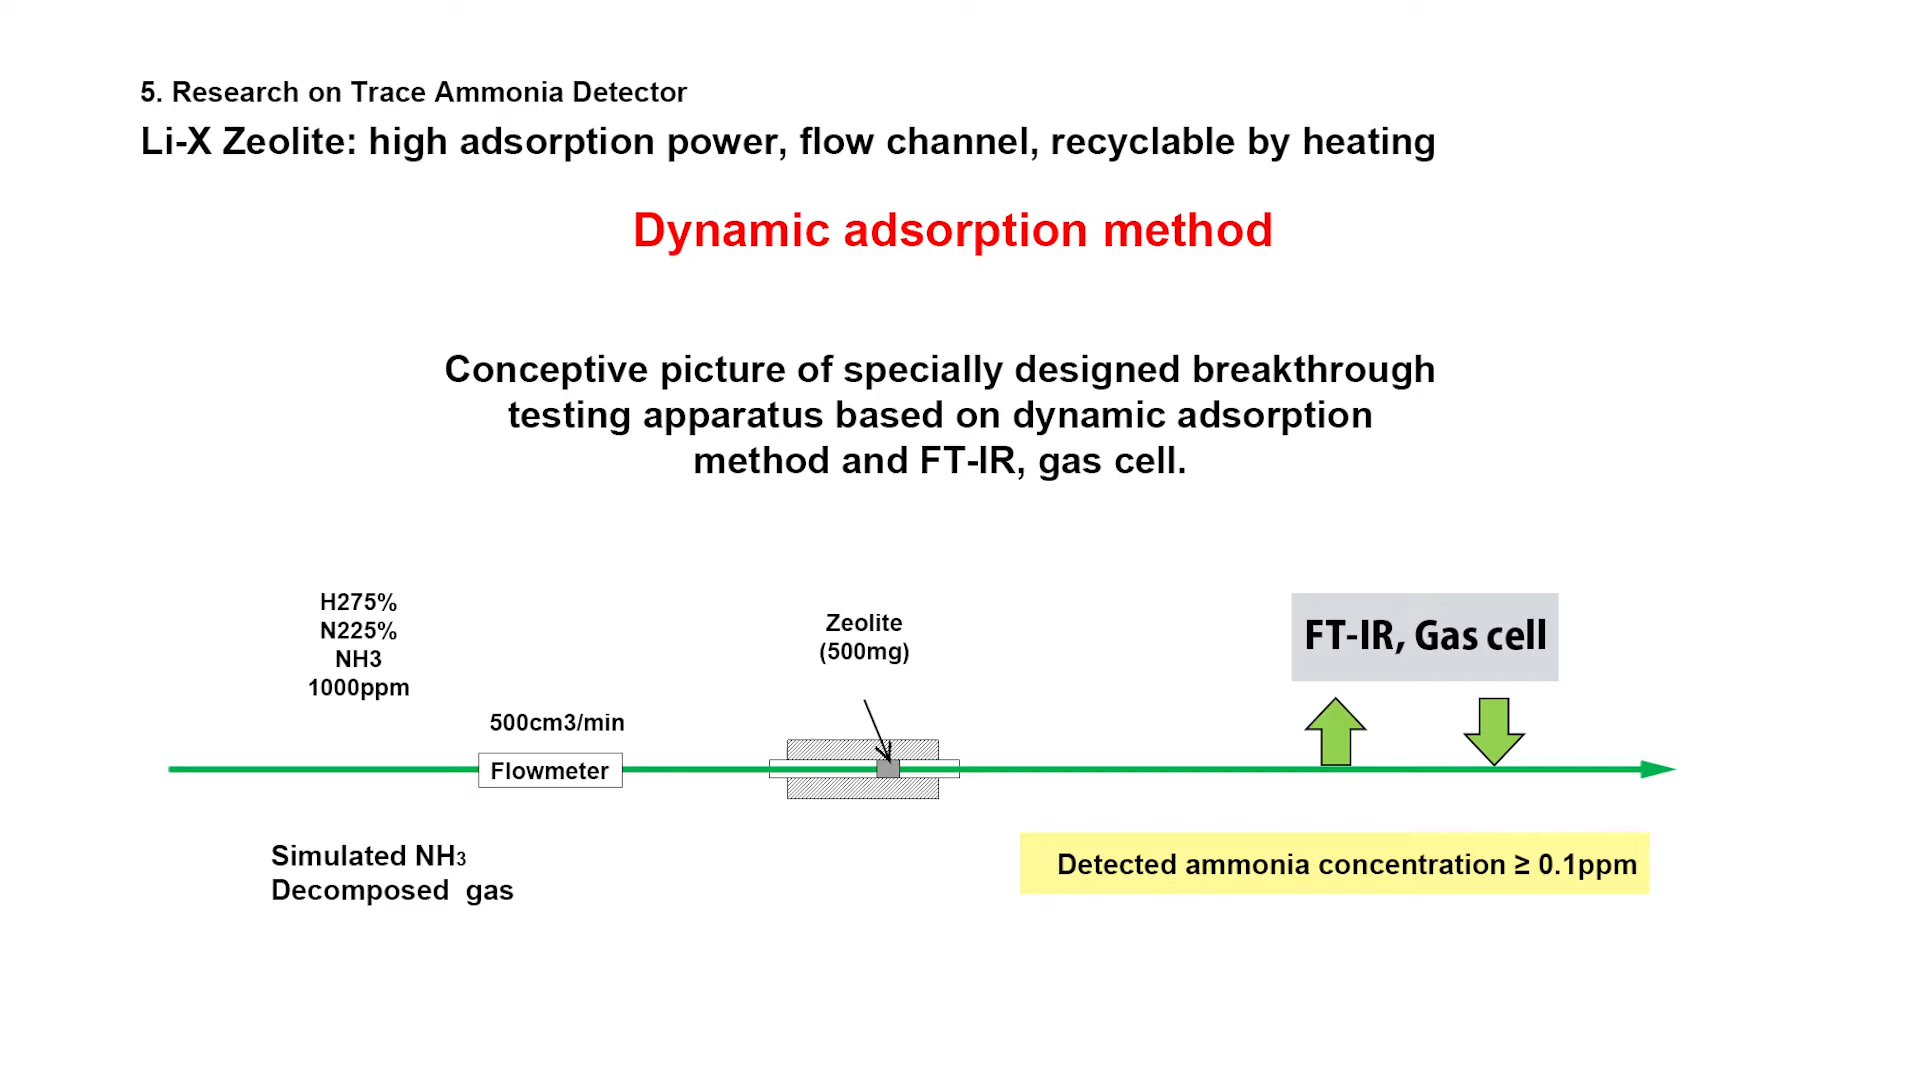 5. Research on Trace Ammonia Detector
Li-X Zeolite: high adsorption power, flow channel, recyclable by heating
Dynamic adsorption method
Conceptive picture of specially designed breakthrough
testing apparatus based on dynamic adsorption
method and FT-IR, gas cell.
H275%
N225%
NH3
1000ppm
500cm3/min
Flowmeter
Zeolite
(500mg)
FT-IR, Gas cell
Simulated NH₃
Decomposed gas
Detected ammonia concentration ≥ 0.1ppm